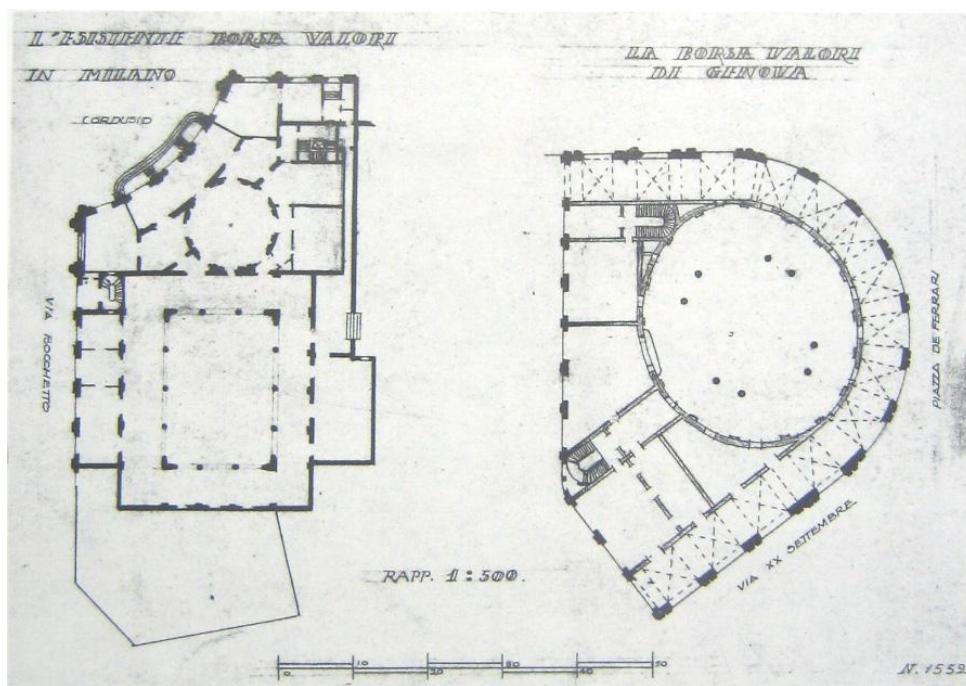 L'ESISTENTE BORSA VALORI
IN MILANO
CORDUSIO
VIA BOCCHETTO
LA BORSA VALORI
DI GENOVA
PIAZZA DE FERRARI
VIA XX SETTEMBRE
RAPP. 1:500.
0 10 20 30 40 50
N. 1559